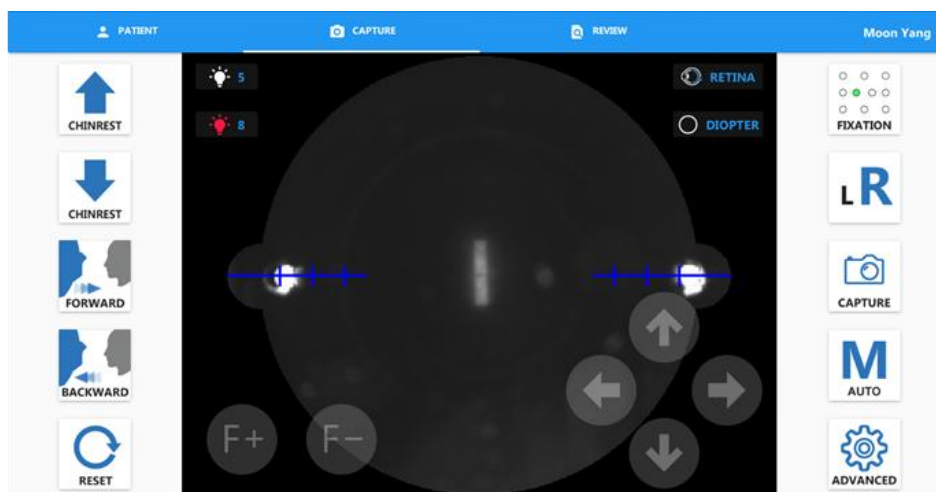 PATIENT
CAPTURE
REVIEW
Moon Yang
CHINREST
CHINREST
FORWARD
BACKWARD
RESET
5
8
RETINA
DIOPTER
F+
F-
FIXATION
L R
CAPTURE
M
AUTO
ADVANCED